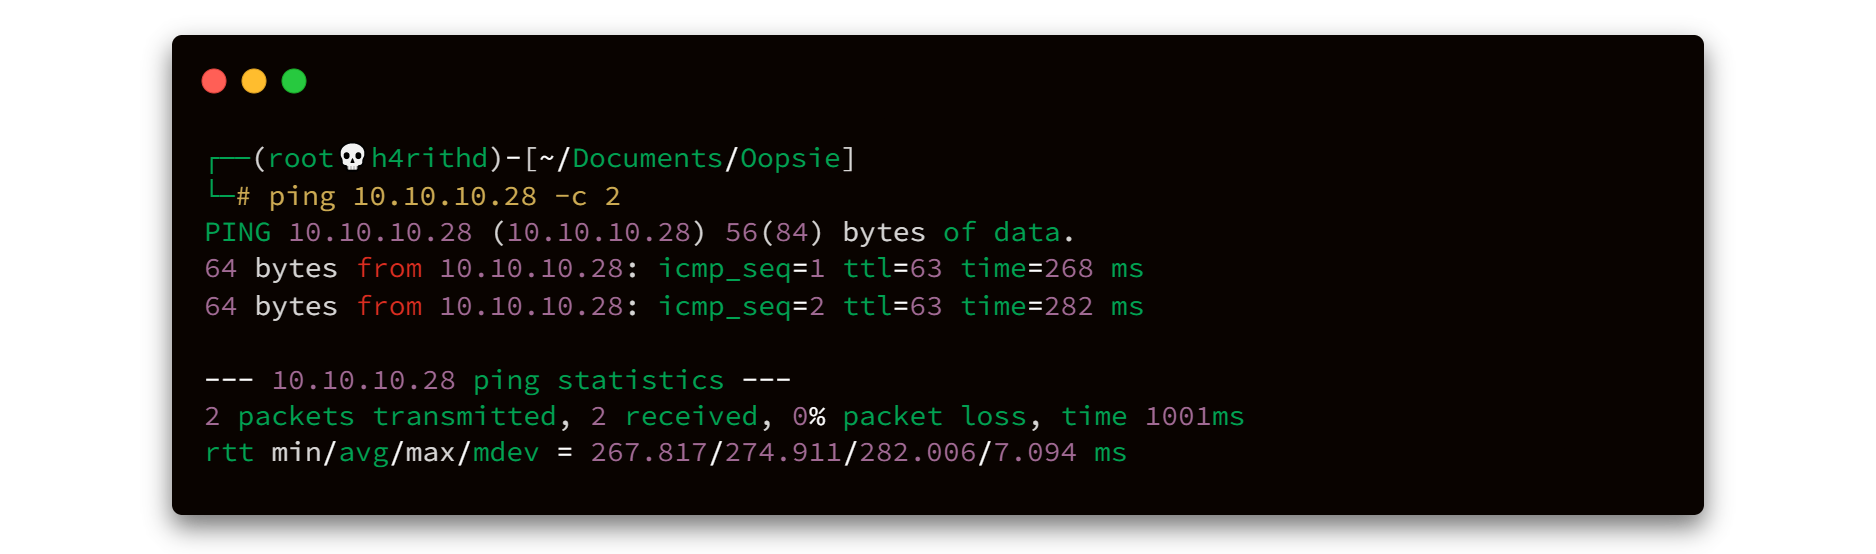 ┌──(root💀h4rithd)-[~/Documents/Oopsie]
└─# ping 10.10.10.28 -c 2
PING 10.10.10.28 (10.10.10.28) 56(84) bytes of data.
64 bytes from 10.10.10.28: icmp_seq=1 ttl=63 time=268 ms
64 bytes from 10.10.10.28: icmp_seq=2 ttl=63 time=282 ms
--- 10.10.10.28 ping statistics ---
2 packets transmitted, 2 received, 0% packet loss, time 1001ms
rtt min/avg/max/mdev = 267.817/274.911/282.006/7.094 ms